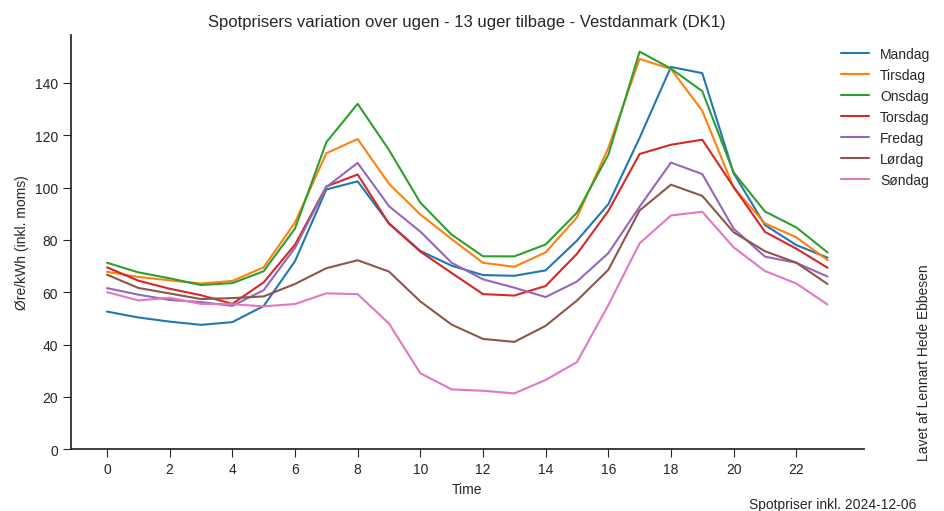 Spotprisers variation over ugen - 13 uger tilbage - Vestdanmark (DK1)
Mandag
Tirsdag
Onsdag
Torsdag
Fredag
Lørdag
Søndag
Øre/kWh (inkl. moms)
140
120
100
80
60
40
20
0
0 2 4 6 8 10 12 14 16 18 20 22
Time
Lavet af Lennart Hede Ebbesen
Spotpriser inkl. 2024-12-06